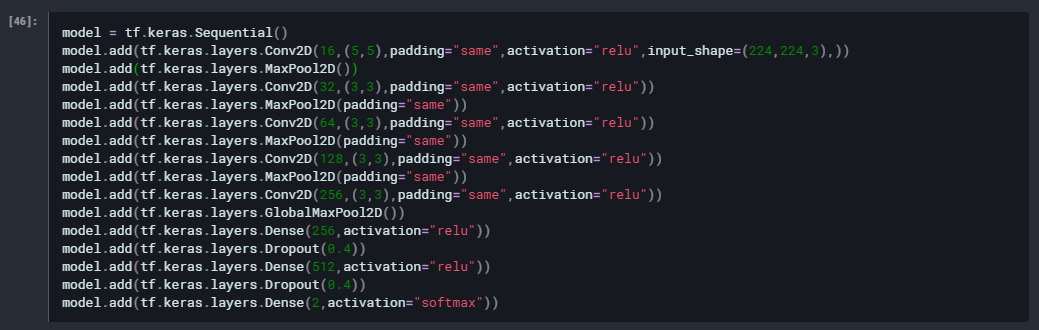 [46]:
model = tf.keras.Sequential()
model.add(tf.keras.layers.Conv2D(16,(5,5),padding="same",activation="relu",input_shape=(224,224,3),))
model.add(tf.keras.layers.MaxPool2D())
model.add(tf.keras.layers.Conv2D(32,(3,3),padding="same",activation="relu"))
model.add(tf.keras.layers.MaxPool2D(padding="same"))
model.add(tf.keras.layers.Conv2D(64,(3,3),padding="same",activation="relu"))
model.add(tf.keras.layers.MaxPool2D(padding="same"))
model.add(tf.keras.layers.Conv2D(128,(3,3),padding="same",activation="relu"))
model.add(tf.keras.layers.MaxPool2D(padding="same"))
model.add(tf.keras.layers.Conv2D(256,(3,3),padding="same",activation="relu"))
model.add(tf.keras.layers.GlobalMaxPool2D())
model.add(tf.keras.layers.Dense(256,activation="relu"))
model.add(tf.keras.layers.Dropout(0.4))
model.add(tf.keras.layers.Dense(512,activation="relu"))
model.add(tf.keras.layers.Dropout(0.4))
model.add(tf.keras.layers.Dense(2,activation="softmax"))